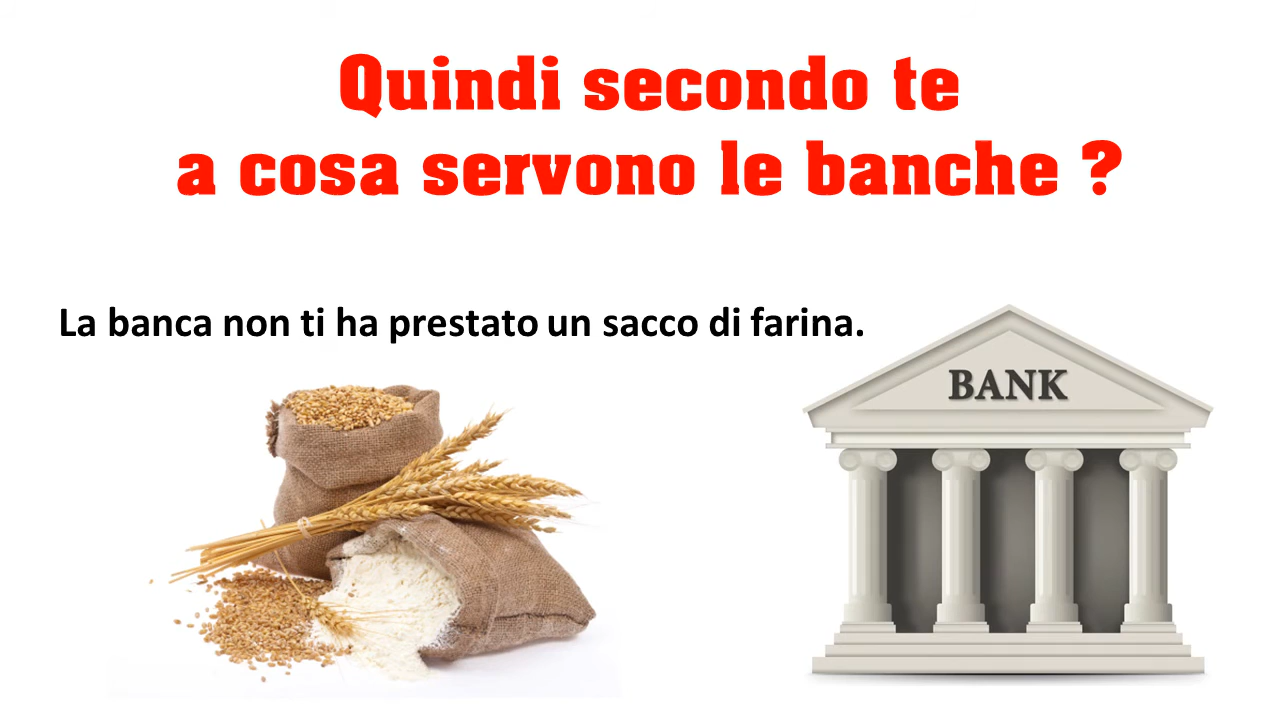 Quindi secondo te
a cosa servono le banche ?
La banca non ti ha prestato un sacco di farina.
BANK